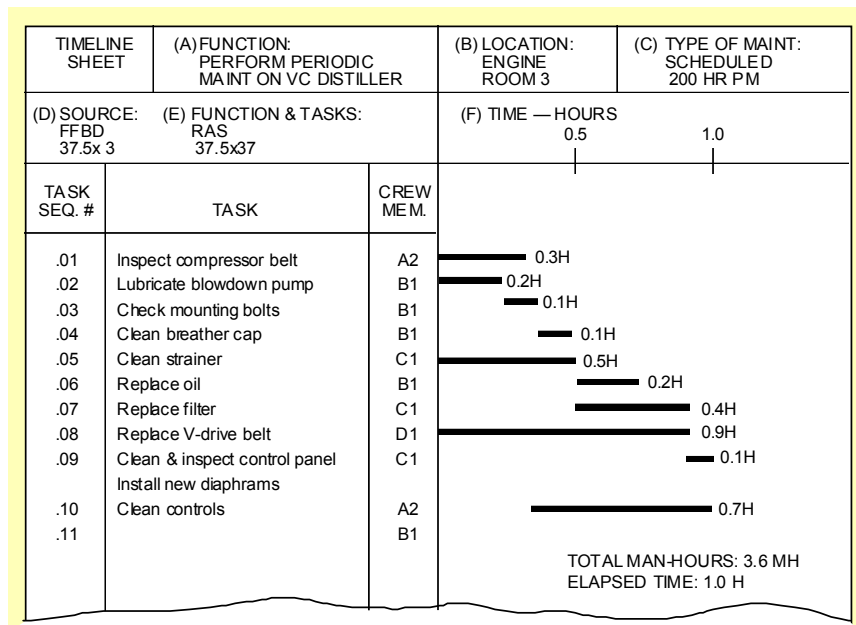 TIMELINE
SHEET
(A) FUNCTION:
PERFORM PERIODIC
MAINT ON VC DISTILLER
(B) LOCATION:
ENGINE
ROOM 3
(C) TYPE OF MAINT:
SCHEDULED
200 HR PM
(D) SOURCE:
FFBD
37.5x 3
(E) FUNCTION & TASKS:
RAS
37.5x37
(F) TIME — HOURS
0.5 1.0
TASK
SEQ. #
TASK
CREW
MEM.
.01 Inspect compressor belt A2 0.3H
.02 Lubricate blowdown pump B1 0.2H
.03 Check mounting bolts B1 0.1H
.04 Clean breather cap B1 0.1H
.05 Clean strainer C1 0.5H
.06 Replace oil B1 0.2H
.07 Replace filter C1 0.4H
.08 Replace V-drive belt D1 0.9H
.09 Clean & inspect control panel C1 0.1H
Install new diaphrams
.10 Clean controls A2 0.7H
.11 B1
TOTAL MAN-HOURS: 3.6 MH
ELAPSED TIME: 1.0 H